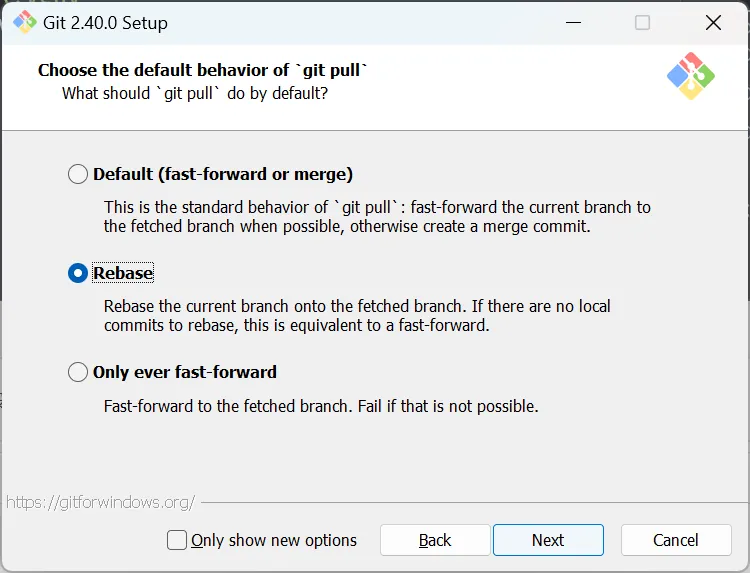 Git 2.40.0 Setup
Choose the default behavior of `git pull`
What should `git pull` do by default?
Default (fast-forward or merge)
This is the standard behavior of `git pull`: fast-forward the current branch to
the fetched branch when possible, otherwise create a merge commit.
Rebase
Rebase the current branch onto the fetched branch. If there are no local
commits to rebase, this is equivalent to a fast-forward.
Only ever fast-forward
Fast-forward to the fetched branch. Fail if that is not possible.
https://gitforwindows.org/
Only show new options
Back
Next
Cancel